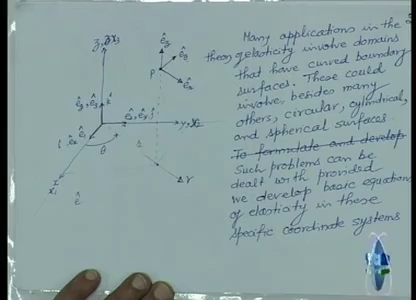 Many applications in the
theory elasticity involve domains
that have curved boundary
surfaces. These could
involve, besides many
others, circular, cylindrical,
and spherical surfaces.
To formulate and develop
Such problems can be
dealt with provided
we develop basic equations
of elasticity in these
specific coordinate systems
P
θ
r